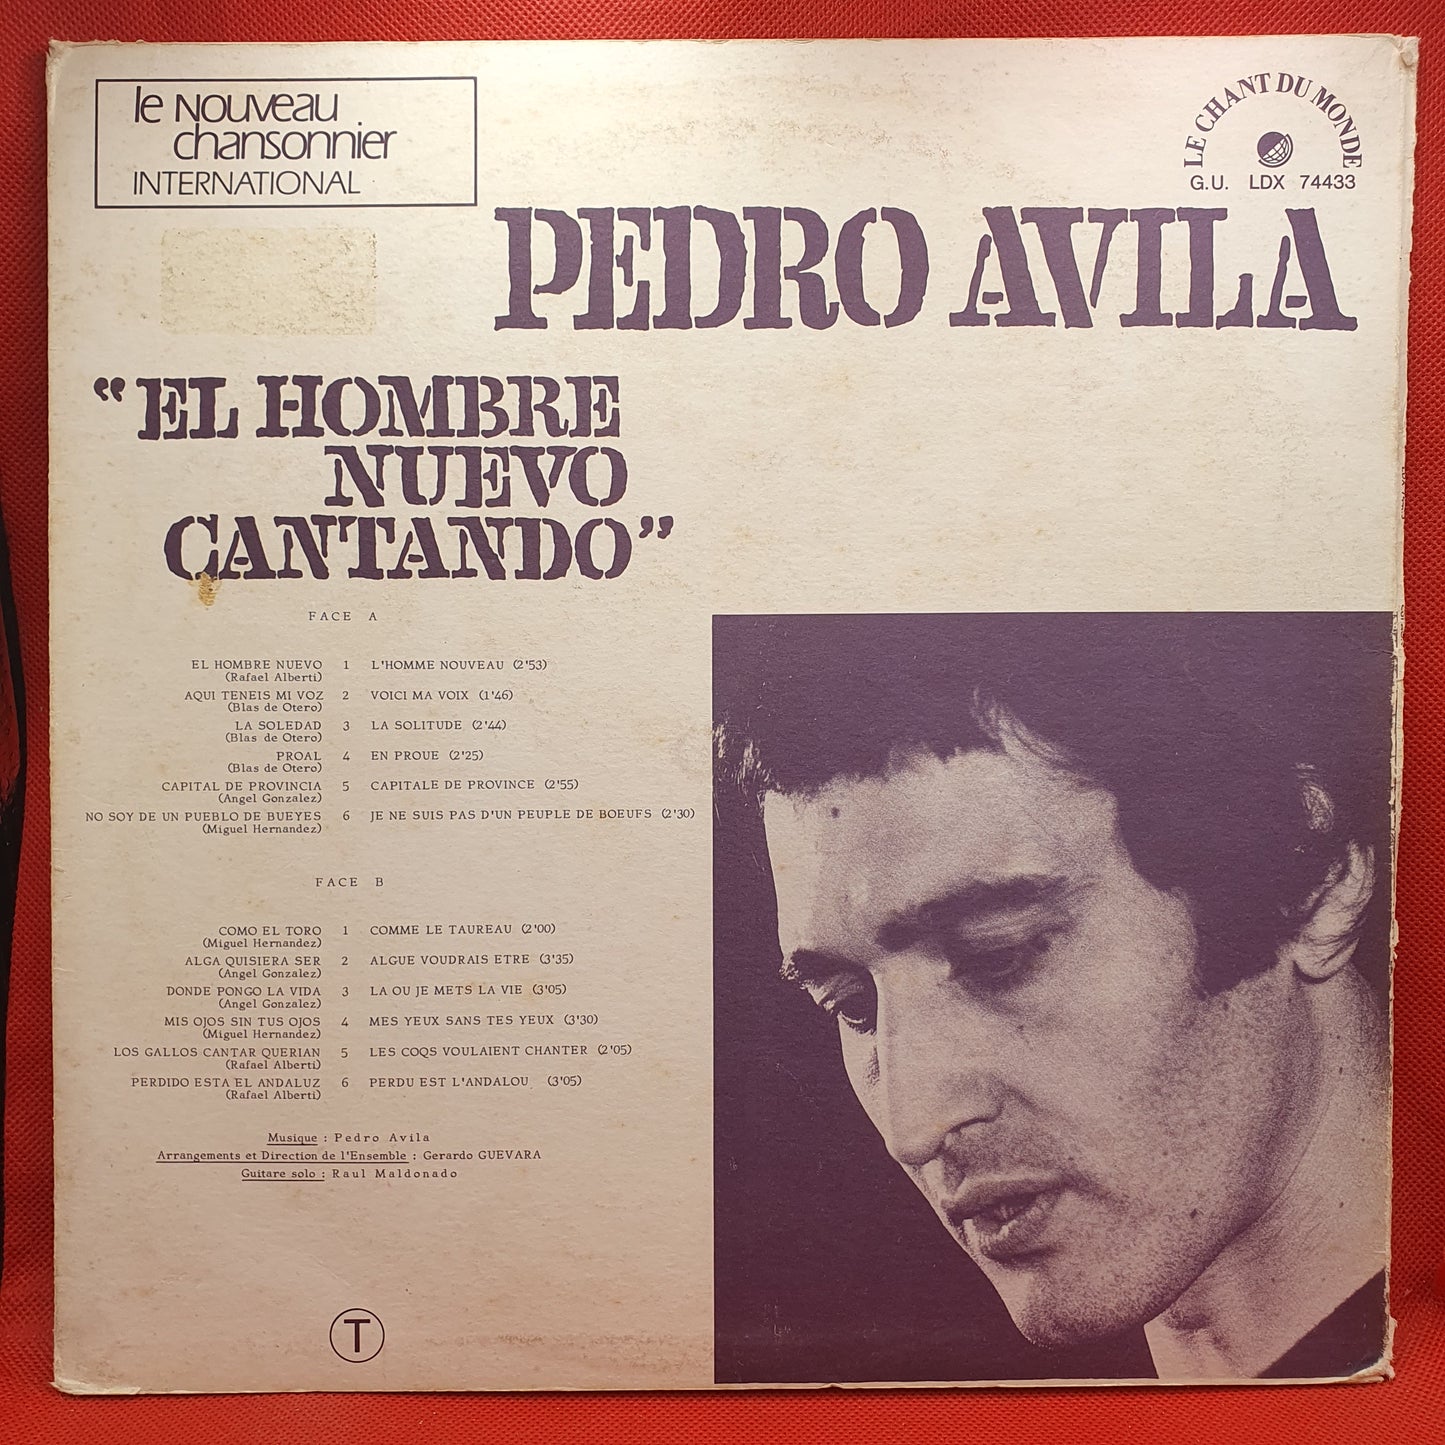 le nouveau
chansonnier
INTERNATIONAL
LE CHANT DU MONDE
G.U. LDX 74433
PEDRO AVILA
“EL HOMBRE
NUEVO
CANTANDO”
FACE A
EL HOMBRE NUEVO 1 L'HOMME NOUVEAU (2'53)
(Rafael Alberti)
AQUI TENEIS MI VOZ 2 VOICI MA VOIX (1'46)
(Blas de Otero)
LA SOLEDAD 3 LA SOLITUDE (2'44)
(Blas de Otero)
PROAL 4 EN PROUE (2'25)
(Blas de Otero)
CAPITAL DE PROVINCIA 5 CAPITALE DE PROVINCE (2'55)
(Angel Gonzalez)
NO SOY DE UN PUEBLO DE BUEYES 6 JE NE SUIS PAS D'UN PEUPLE DE BOEUFS (2'30)
(Miguel Hernandez)
FACE B
COMO EL TORO 1 COMME LE TAUREAU (2'00)
(Miguel Hernandez)
ALGA QUISIERA SER 2 ALGUE VOUDRAIS ETRE (3'35)
(Angel Gonzalez)
DONDE PONGO LA VIDA 3 LA OU JE METS LA VIE (3'05)
(Angel Gonzalez)
MIS OJOS SIN TUS OJOS 4 MES YEUX SANS TES YEUX (3'30)
(Miguel Hernandez)
LOS GALLOS CANTAR QUERIAN 5 LES COQS VOULAIENT CHANTER (2'05)
(Rafael Alberti)
PERDIDO ESTA EL ANDALUZ 6 PERDU EST L'ANDALOU (3'05)
(Rafael Alberti)
Musique : Pedro Avila
Arrangements et Direction de l'Ensemble : Gerardo GUEVARA
Guitare solo : Raul Maldonado
T